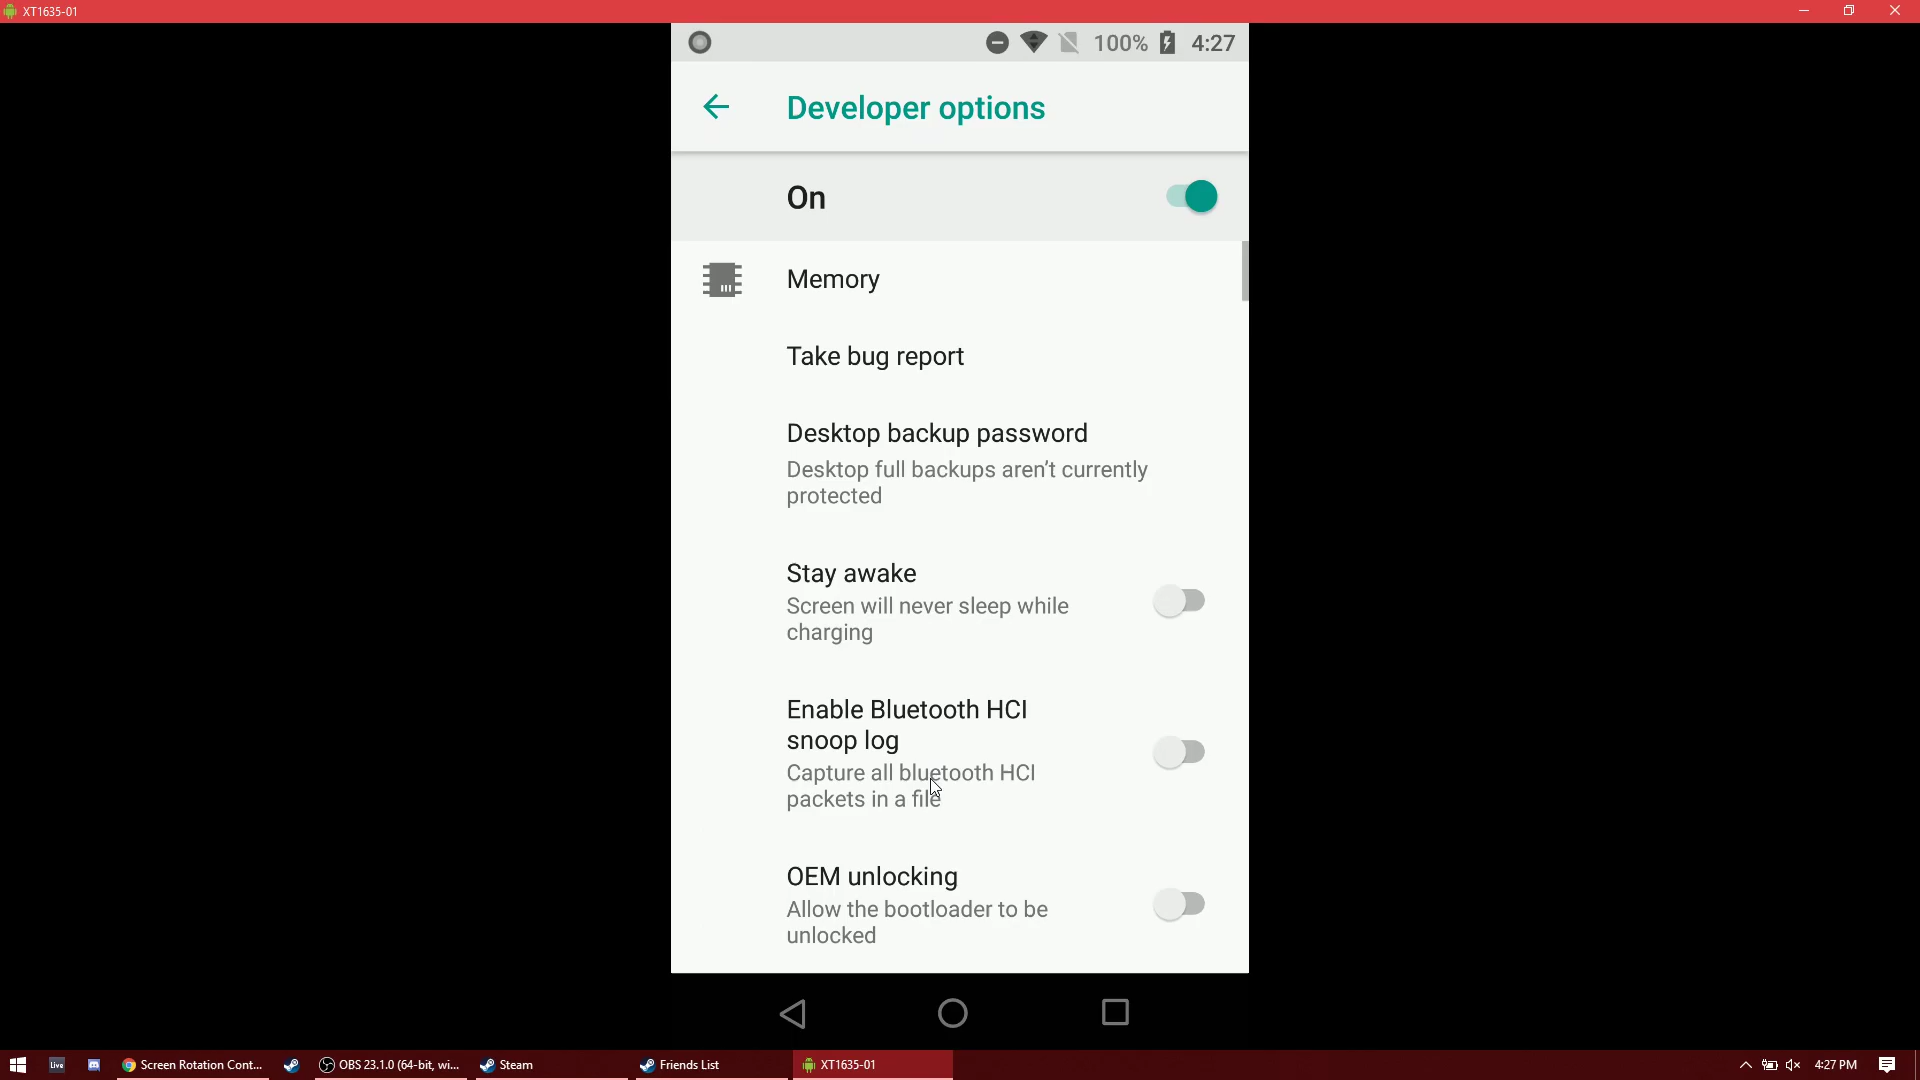 XT1635-01
100% 4:27
Developer options
On
Memory
Take bug report
Desktop backup password
Desktop full backups aren't currently
protected
Stay awake
Screen will never sleep while
charging
Enable Bluetooth HCI
snoop log
Capture all bluetooth HCI
packets in a file
OEM unlocking
Allow the bootloader to be
unlocked
Live Screen Rotation Cont... OBS 23.1.0 (64-bit, wi... Steam Friends List XT1635-01 4:27 PM